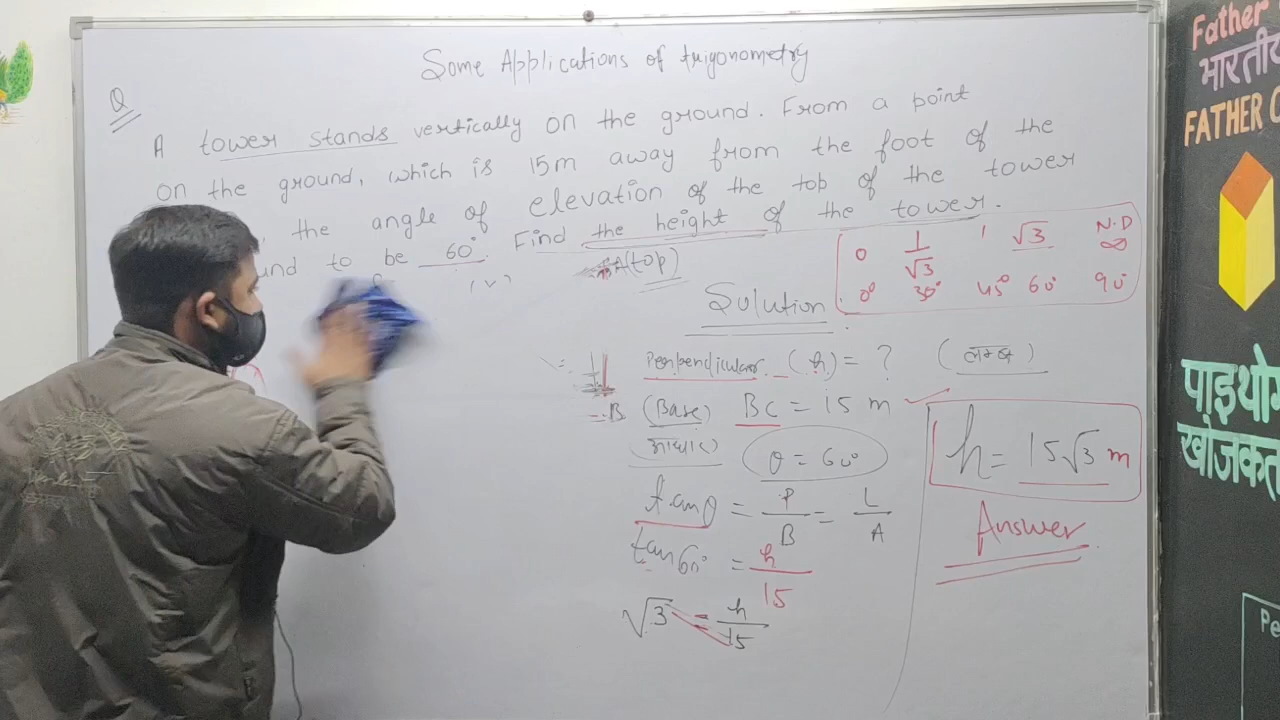 Some Applications of trigonometry
Q
A tower stands vertically on the ground. From a point
on the ground, which is 15m away from the foot of the
the angle of elevation of the top of the tower
und to be 60°. Find the height of the tower.
A(top)
0 1/√3 1 √3 N.D ∞
0° 30° 45° 60° 90°
Solution
Perpendicular (h) = ? (लम्ब)
B (Base) BC = 15 m
(आधार) θ = 60°
tanθ = P/B = L/A
tan60° = h/15
√3 = h/15
h = 15√3 m
Answer
Father
भारतीय
FATHER O
पाइथोग
खोजकर्त
Pe